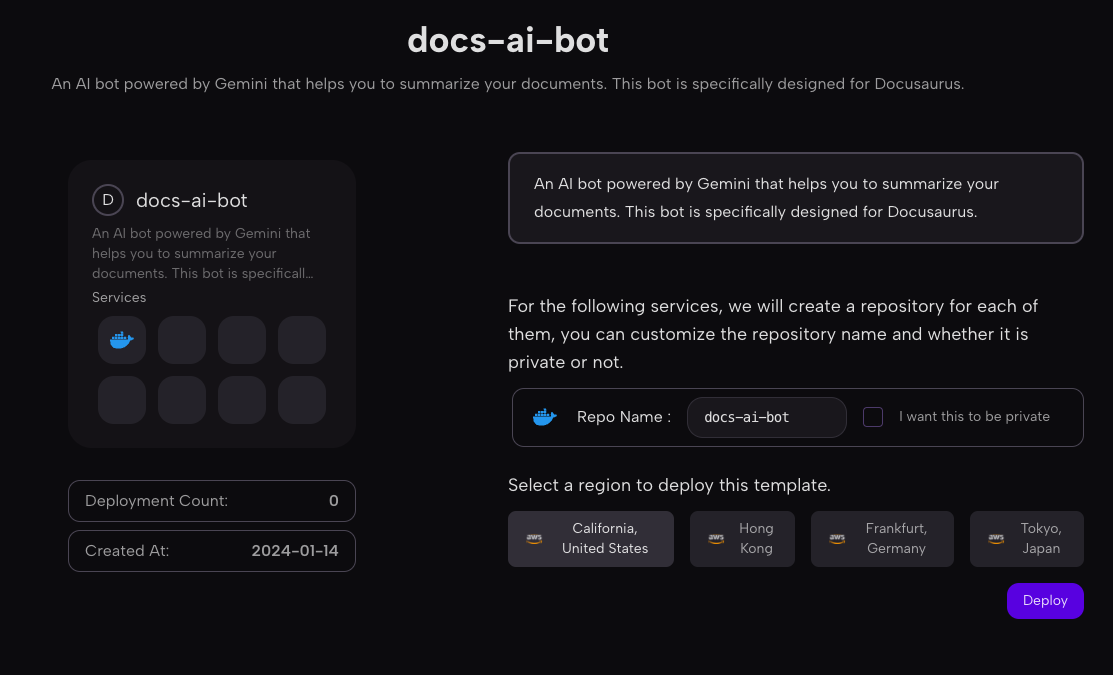 docs-ai-bot
An AI bot powered by Gemini that helps you to summarize your documents. This bot is specifically designed for Docusaurus.
D docs-ai-bot
An AI bot powered by Gemini that
helps you to summarize your
documents. This bot is specificall…
Services
Deployment Count: 0
Created At: 2024-01-14
An AI bot powered by Gemini that helps you to summarize your
documents. This bot is specifically designed for Docusaurus.
For the following services, we will create a repository for each of
them, you can customize the repository name and whether it is
private or not.
Repo Name : docs-ai-bot I want this to be private
Select a region to deploy this template.
aws California,
United States
aws Hong
Kong
aws Frankfurt,
Germany
aws Tokyo,
Japan
Deploy